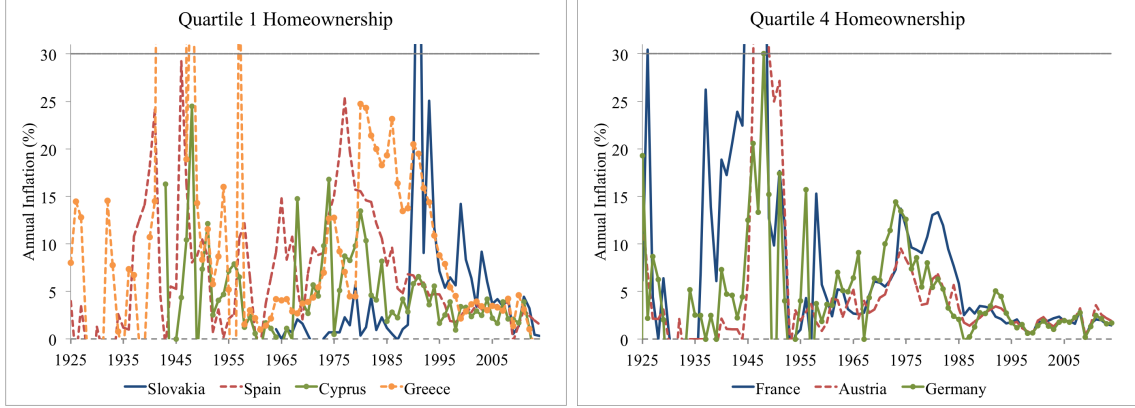 Quartile 1 Homeownership
Annual Inflation (%)
30
25
20
15
10
5
0
1925 1935 1945 1955 1965 1975 1985 1995 2005
Slovakia Spain Cyprus Greece
Quartile 4 Homeownership
Annual Inflation (%)
30
25
20
15
10
5
0
1925 1935 1945 1955 1965 1975 1985 1995 2005
France Austria Germany